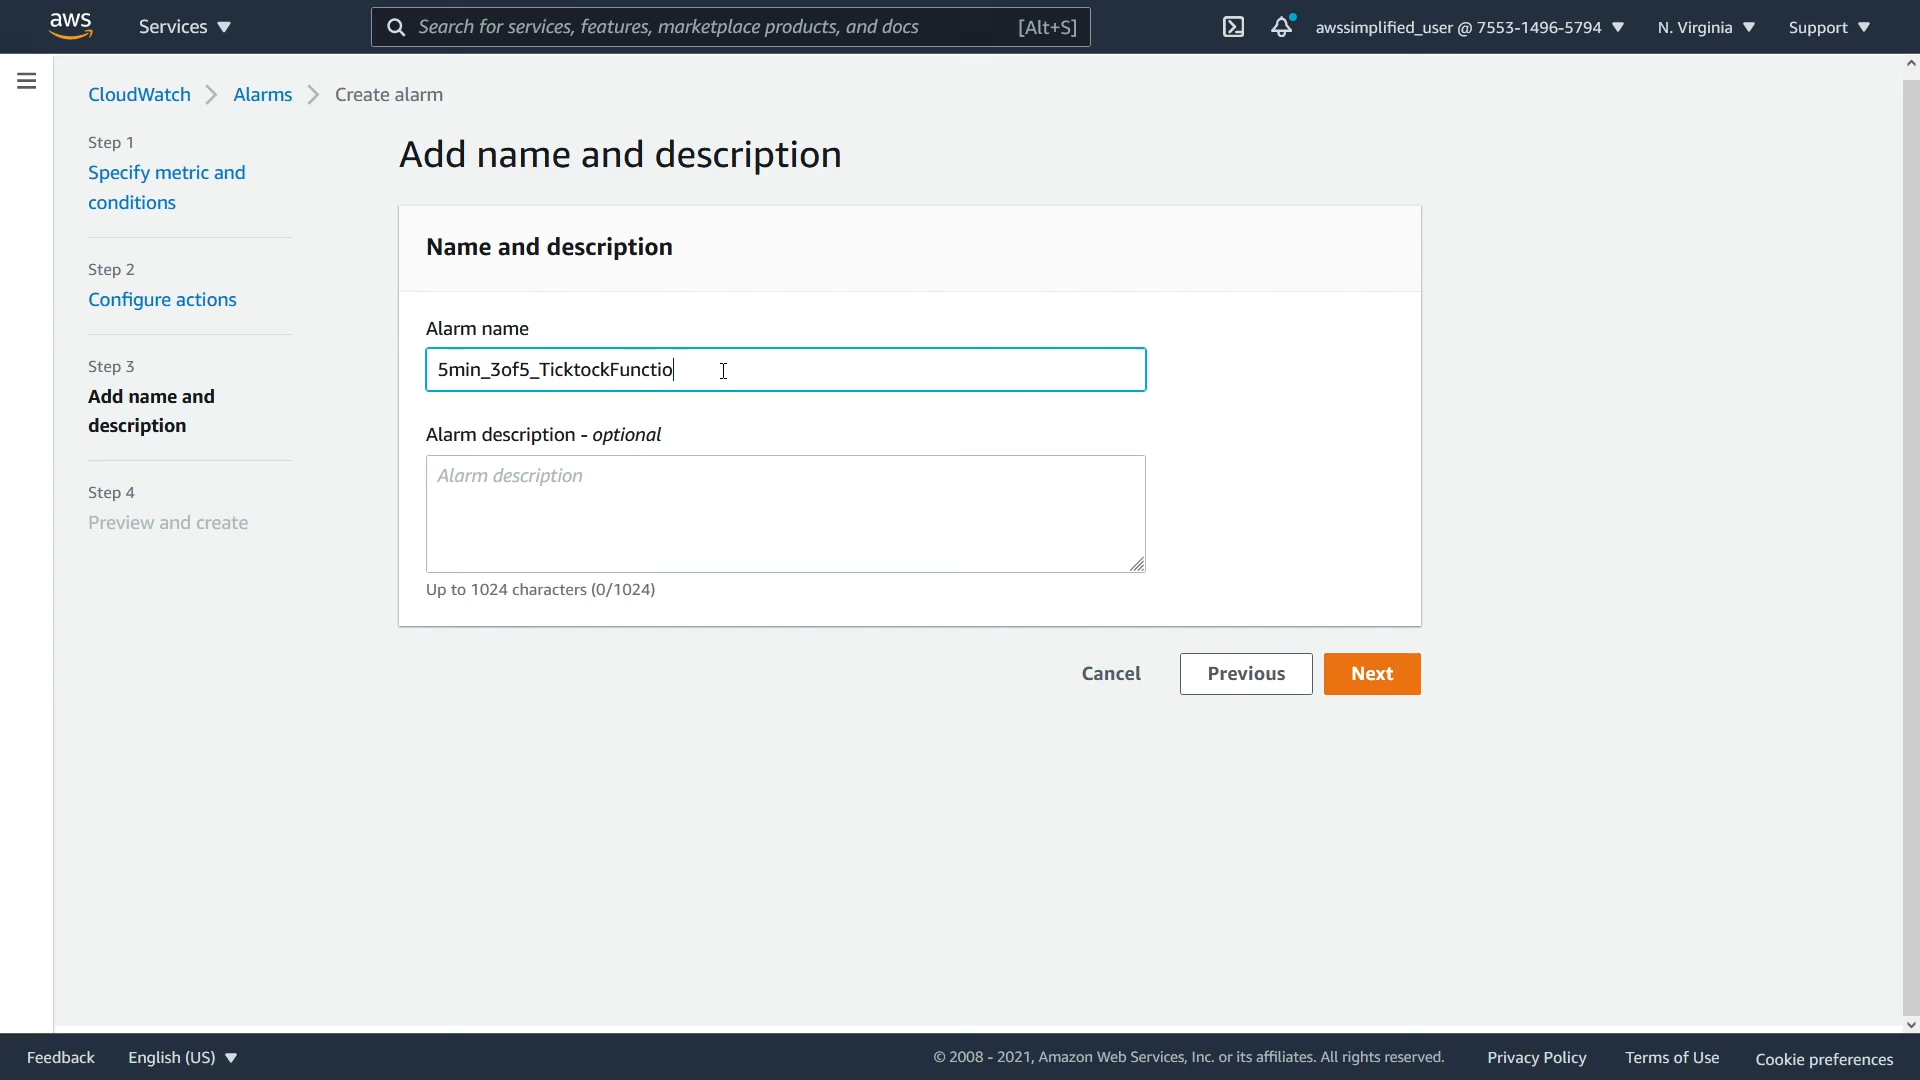 aws
Services
Search for services, features, marketplace products, and docs [Alt+S]
awssimplified_user @ 7553-1496-5794
N. Virginia
Support
CloudWatch
Alarms
Create alarm
Step 1
Specify metric and
conditions
Step 2
Configure actions
Step 3
Add name and
description
Step 4
Preview and create
Add name and description
Name and description
Alarm name
5min_3of5_TicktockFunctio
Alarm description - optional
Alarm description
Up to 1024 characters (0/1024)
Cancel
Previous
Next
Feedback
English (US)
© 2008 - 2021, Amazon Web Services, Inc. or its affiliates. All rights reserved.
Privacy Policy
Terms of Use
Cookie preferences